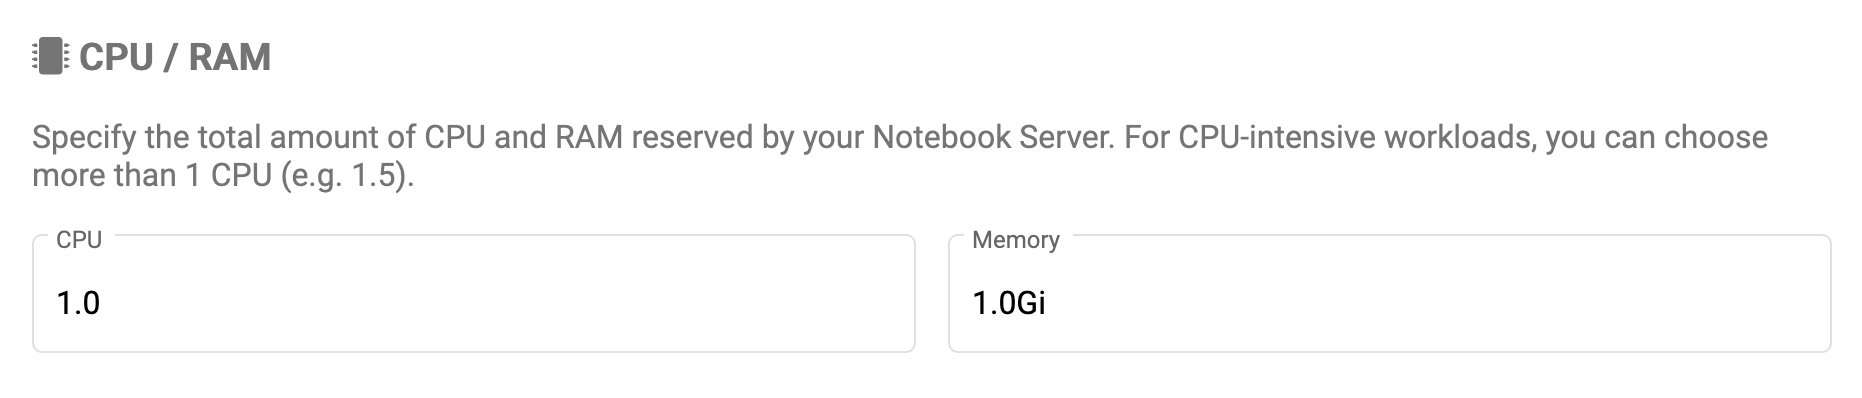 CPU / RAM
Specify the total amount of CPU and RAM reserved by your Notebook Server. For CPU-intensive workloads, you can choose
more than 1 CPU (e.g. 1.5).
CPU
1.0
Memory
1.0Gi